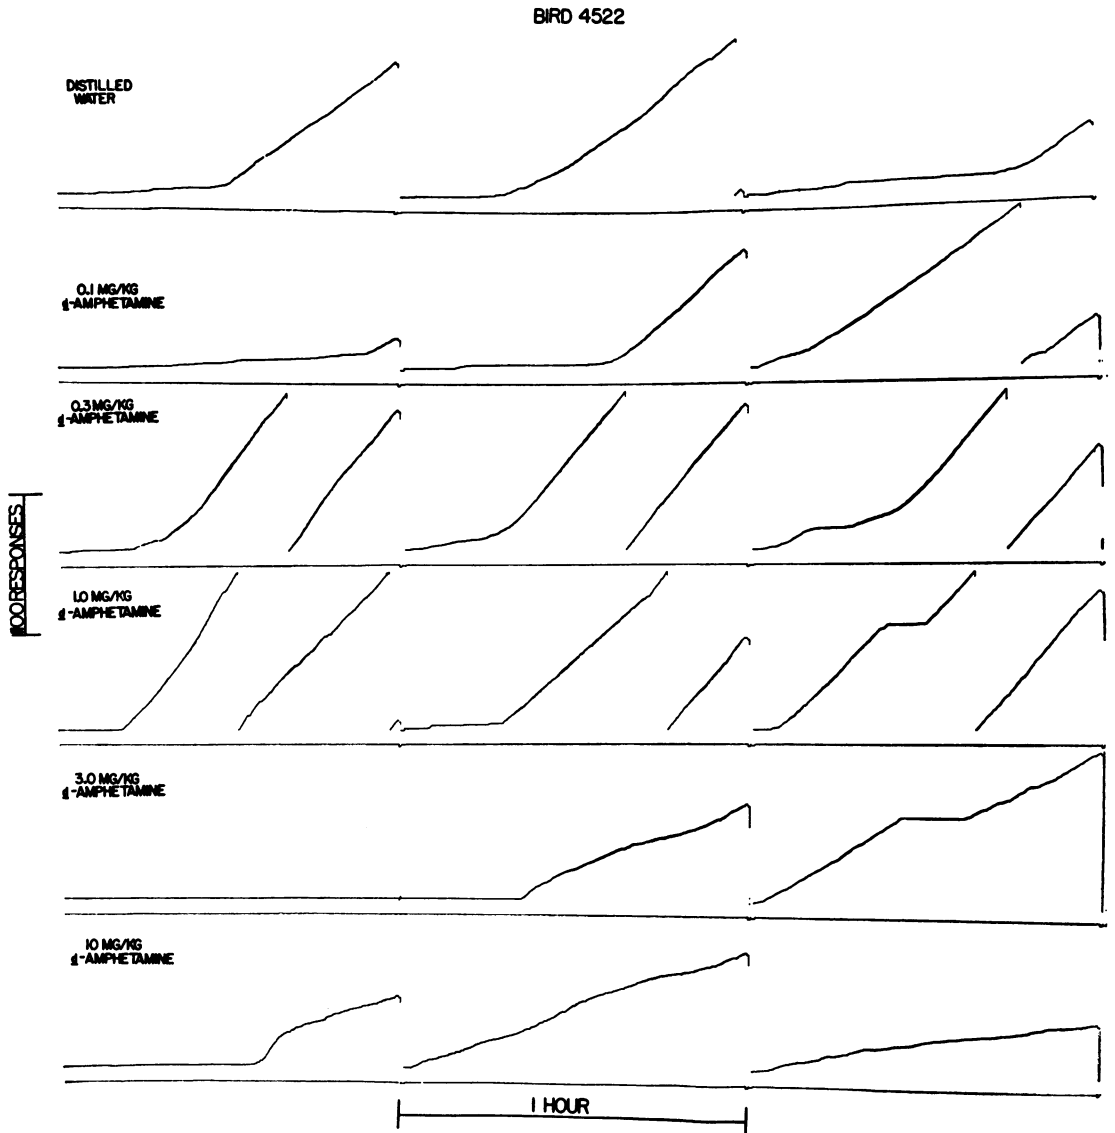 BIRD 4522
DISTILLED
WATER
0.1 MG/KG
d-AMPHETAMINE
0.3 MG/KG
d-AMPHETAMINE
RESPONSES
1.0 MG/KG
d-AMPHETAMINE
3.0 MG/KG
d-AMPHETAMINE
10 MG/KG
d-AMPHETAMINE
1 HOUR